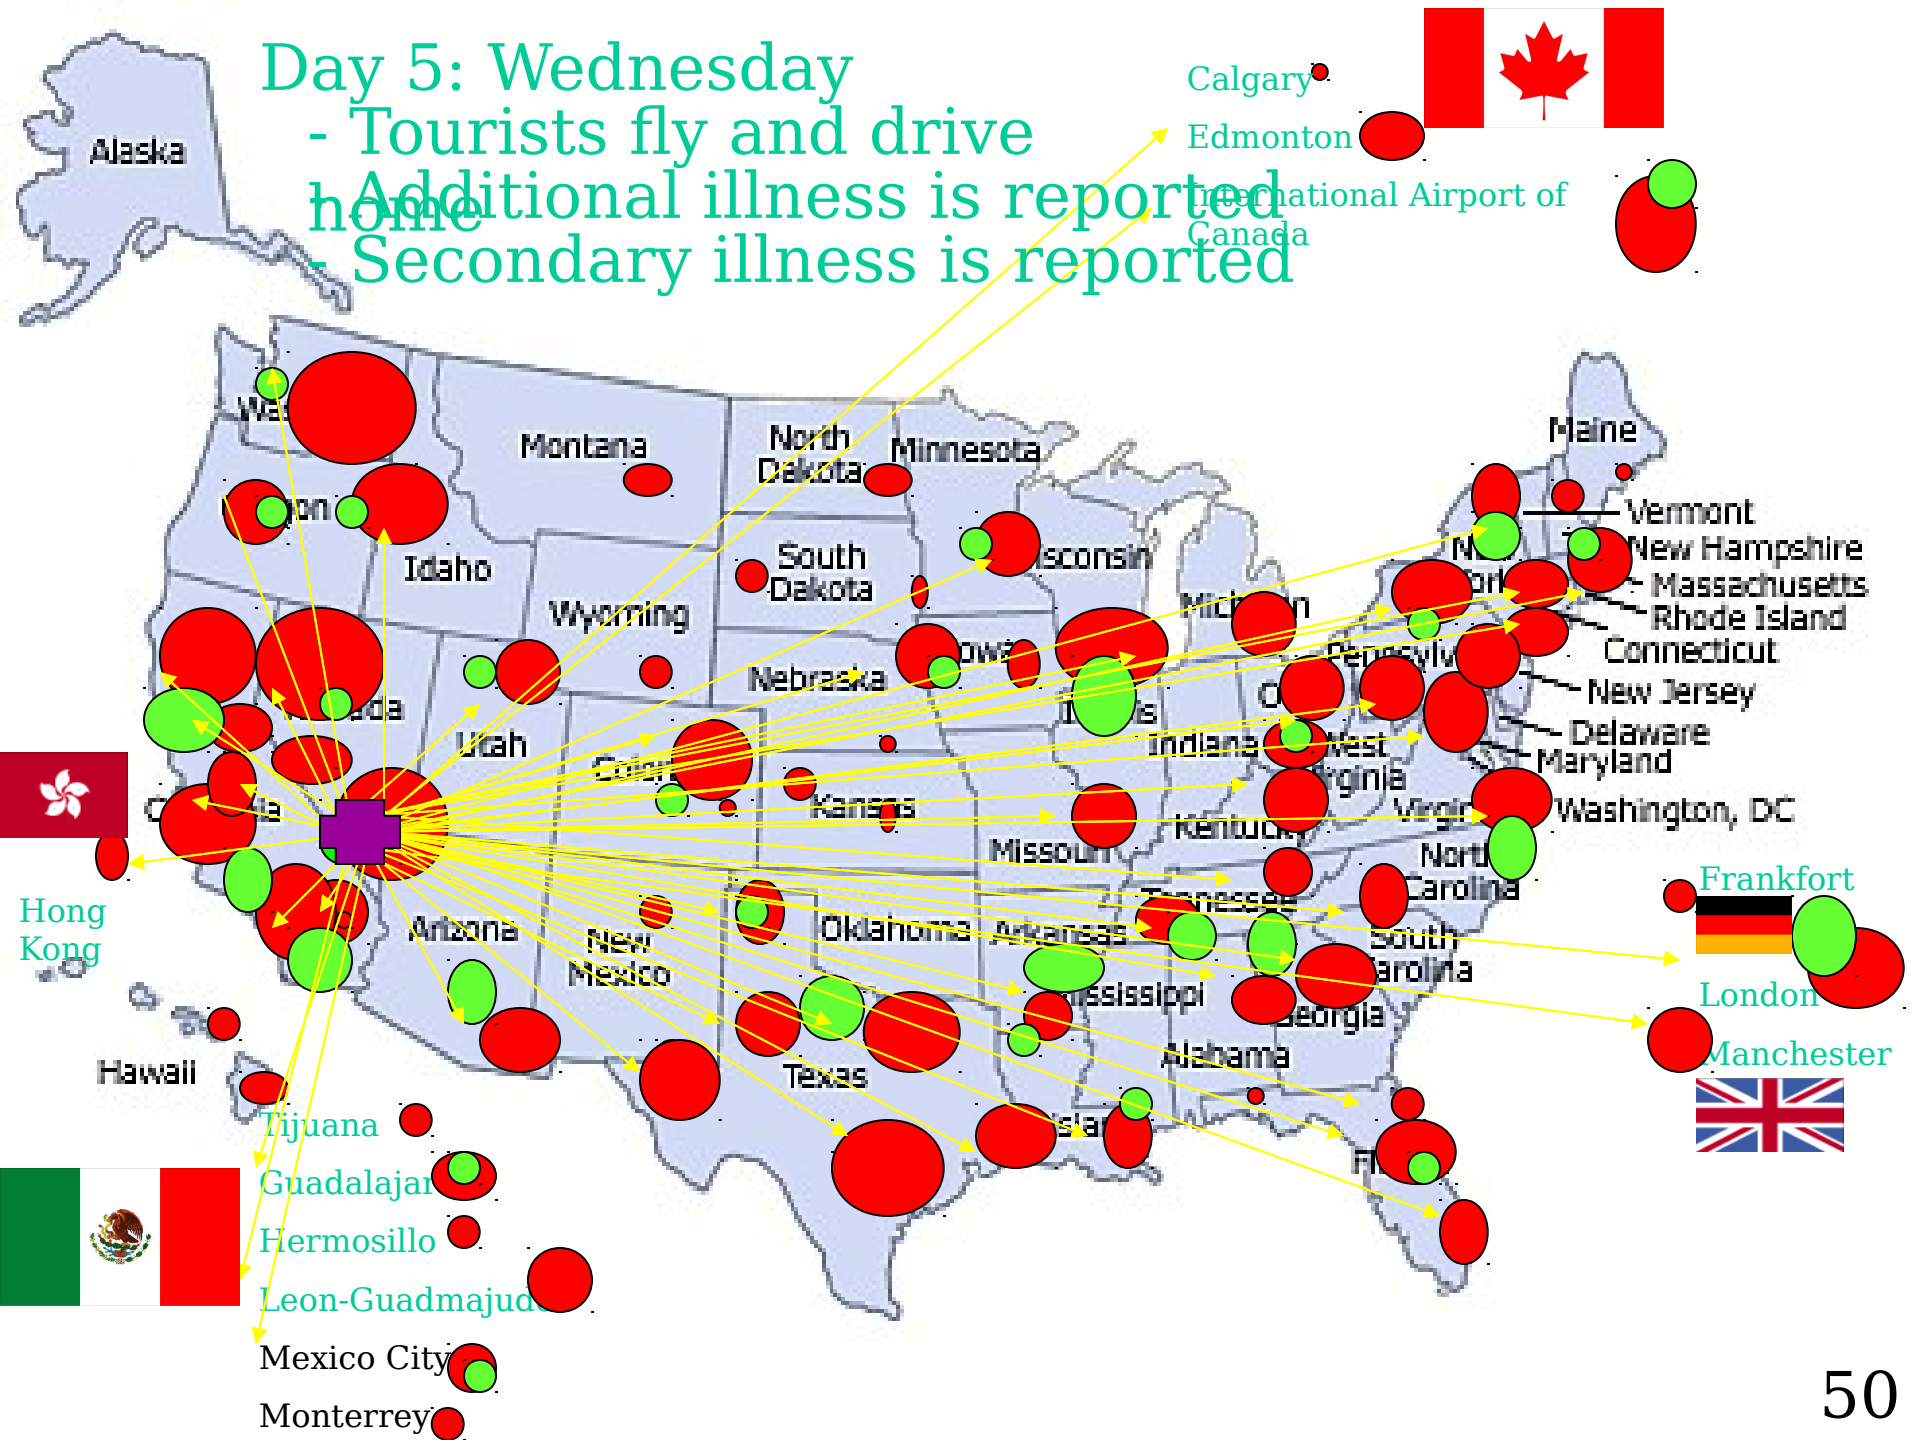 Day 5: Wednesday
- Tourists fly and drive
home
- Additional illness is reported
- Secondary illness is reported
Calgary
Edmonton
International Airport of
Canada
Alaska
Maine
Montana
North
Dakota
Minnesota
Vermont
New Hampshire
Massachusetts
Rhode Island
Connecticut
New Jersey
Delaware
Maryland
Washington, DC
Idaho
South
Dakota
Wyoming
Nebraska
Utah
Indiana
West
Kansas
Kentucky
Missouri
North
Carolina
Tennessee
Arizona
New
Mexico
Oklahoma
Arkansas
South
Texas
Alabama
Hawaii
Hong
Kong
Frankfort
London
Manchester
Tijuana
Hermosillo
Mexico City
Monterrey
50